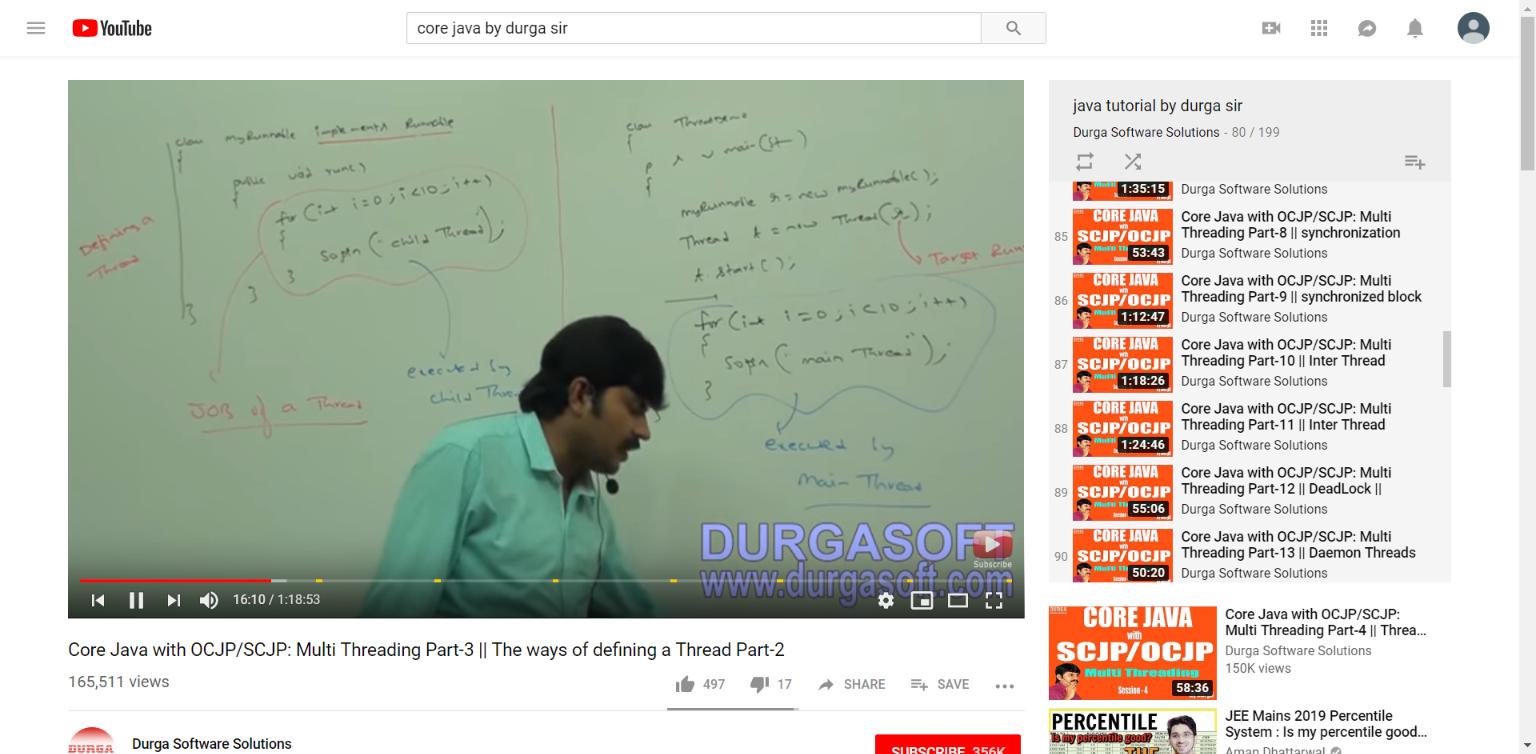 YouTube
core java by durga sir
class myRunnable implements Runnable
{
public void run()
{
for(int i=0;i<10;i++)
{
Sopln("child Thread");
}
}
}
Defining a
Thread
JOB of a Thread
executed by
child Thre
class ThreadDemo
{
p s v main(St--)
{
myRunnable r=new myRunnable();
Thread t=new Thread(r);
Target Run
t.start();
for(int i=0;i<10;i++)
{
Sopln("main Thread");
}
executed by
Main Thread
DURGASOFT
www.durgasoft.com
Subscribe
16:10 / 1:18:53
Core Java with OCJP/SCJP: Multi Threading Part-3 || The ways of defining a Thread Part-2
165,511 views
497
17
SHARE
SAVE
DURGA
Durga Software Solutions
SUBSCRIBE 356K
java tutorial by durga sir
Durga Software Solutions - 80 / 199
1:35:15
Durga Software Solutions
85
CORE JAVA
with
SCJP/OCJP
53:43
Core Java with OCJP/SCJP: Multi
Threading Part-8 || synchronization
Durga Software Solutions
86
CORE JAVA
with
SCJP/OCJP
1:12:47
Core Java with OCJP/SCJP: Multi
Threading Part-9 || synchronized block
Durga Software Solutions
87
CORE JAVA
with
SCJP/OCJP
1:18:26
Core Java with OCJP/SCJP: Multi
Threading Part-10 || Inter Thread
Durga Software Solutions
88
CORE JAVA
with
SCJP/OCJP
1:24:46
Core Java with OCJP/SCJP: Multi
Threading Part-11 || Inter Thread
Durga Software Solutions
89
CORE JAVA
with
SCJP/OCJP
55:06
Core Java with OCJP/SCJP: Multi
Threading Part-12 || DeadLock ||
Durga Software Solutions
90
CORE JAVA
with
SCJP/OCJP
50:20
Core Java with OCJP/SCJP: Multi
Threading Part-13 || Daemon Threads
Durga Software Solutions
CORE JAVA
with
SCJP/OCJP
Multi Threading
Session - 4
58:36
Core Java with OCJP/SCJP:
Multi Threading Part-4 || Threa...
Durga Software Solutions
150K views
PERCENTILE
Is my percentile good?
JEE Mains 2019 Percentile
System : Is my percentile good...
Aman Dhattarwal